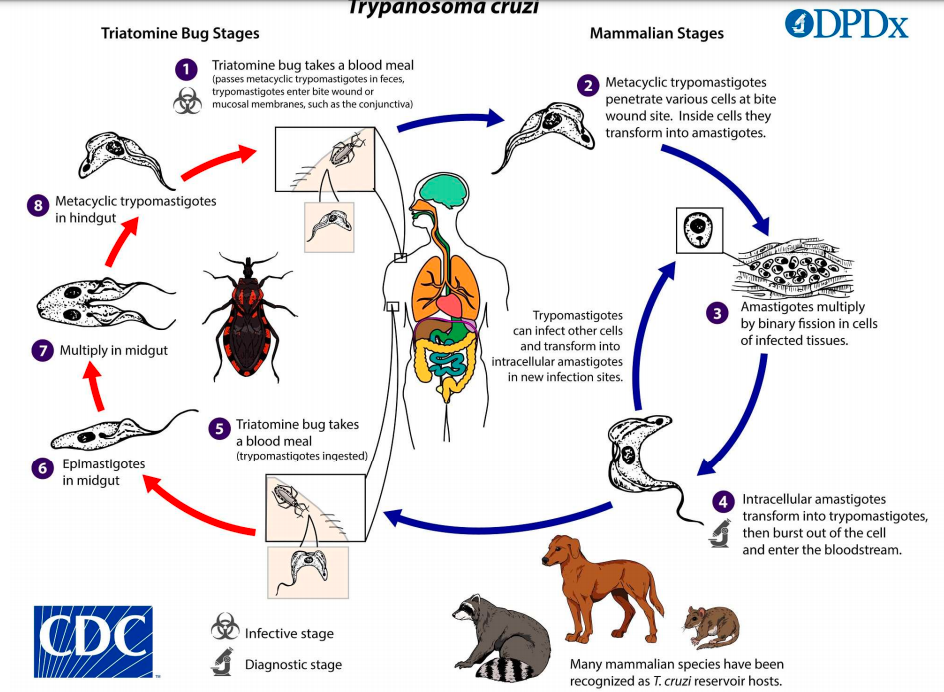 Trypanosoma cruzi
DPDx
Triatomine Bug Stages
Mammalian Stages
1
Triatomine bug takes a blood meal
(passes metacyclic trypomastigotes in feces,
trypomastigotes enter bite wound or
mucosal membranes, such as the conjunctiva)
2
Metacyclic trypomastigotes
penetrate various cells at bite
wound site. Inside cells they
transform into amastigotes.
8
Metacyclic trypomastigotes
in hindgut
3
Amastigotes multiply
by binary fission in cells
of infected tissues.
Trypomastigotes
can infect other cells
and transform into
intracellular amastigotes
in new infection sites.
7
Multiply in midgut
5
Triatomine bug takes
a blood meal
(trypomastigotes ingested)
6
Epimastigotes
in midgut
4
Intracellular amastigotes
transform into trypomastigotes,
then burst out of the cell
and enter the bloodstream.
CDC
TM
Infective stage
Diagnostic stage
Many mammalian species have been
recognized as T. cruzi reservoir hosts.